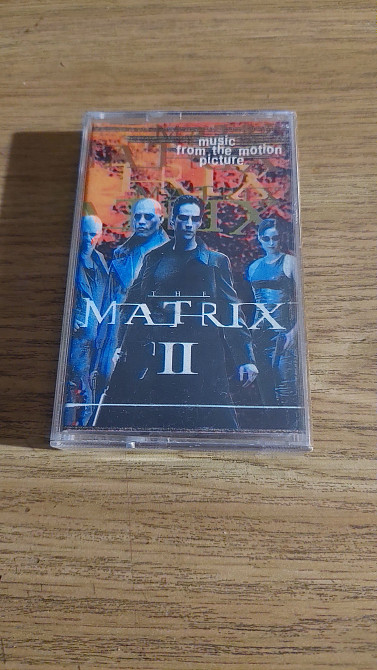 music
from the motion
picture
THE
MATRIX
II